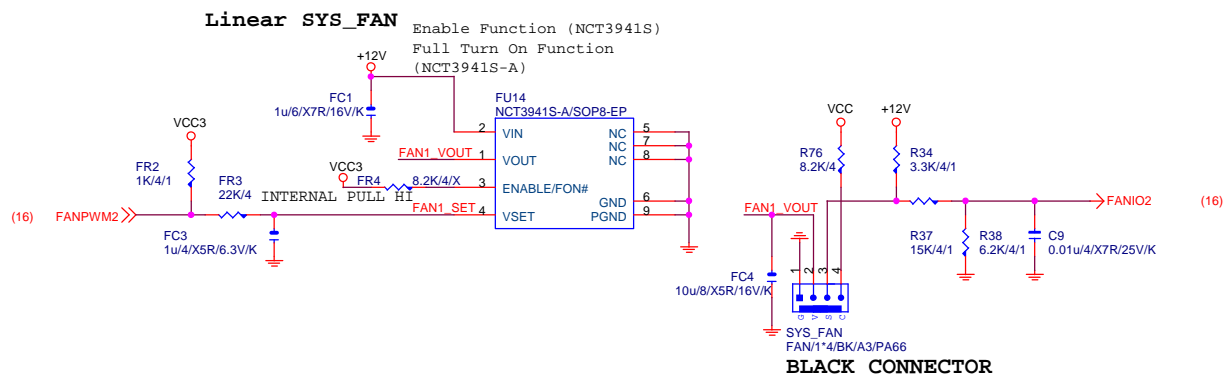 Linear SYS_FAN
Enable Function (NCT3941S)
Full Turn On Function
(NCT3941S-A)
+12V
FC1
1u/6/X7R/16V/K
FU14
NCT3941S-A/SOP8-EP
2
VIN
1
VOUT
3
ENABLE/FON#
4
VSET
NC
5
NC
7
NC
8
GND
6
PGND
9
FAN1_VOUT
VCC3
FR4
8.2K/4/X
INTERNAL PULL HI
FAN1_SET
VCC3
FR2
1K/4/1
FR3
22K/4
(16)
FANPWM2
FC3
1u/4/X5R/6.3V/K
VCC
+12V
R76
8.2K/4
R34
3.3K/4/1
FAN1_VOUT
FANIO2
(16)
R37
15K/4/1
R38
6.2K/4/1
C9
0.01u/4/X7R/25V/K
FC4
10u/8/X5R/16V/K
1
2
3
4
G
V
S
C
SYS_FAN
FAN/1*4/BK/A3/PA66
BLACK CONNECTOR